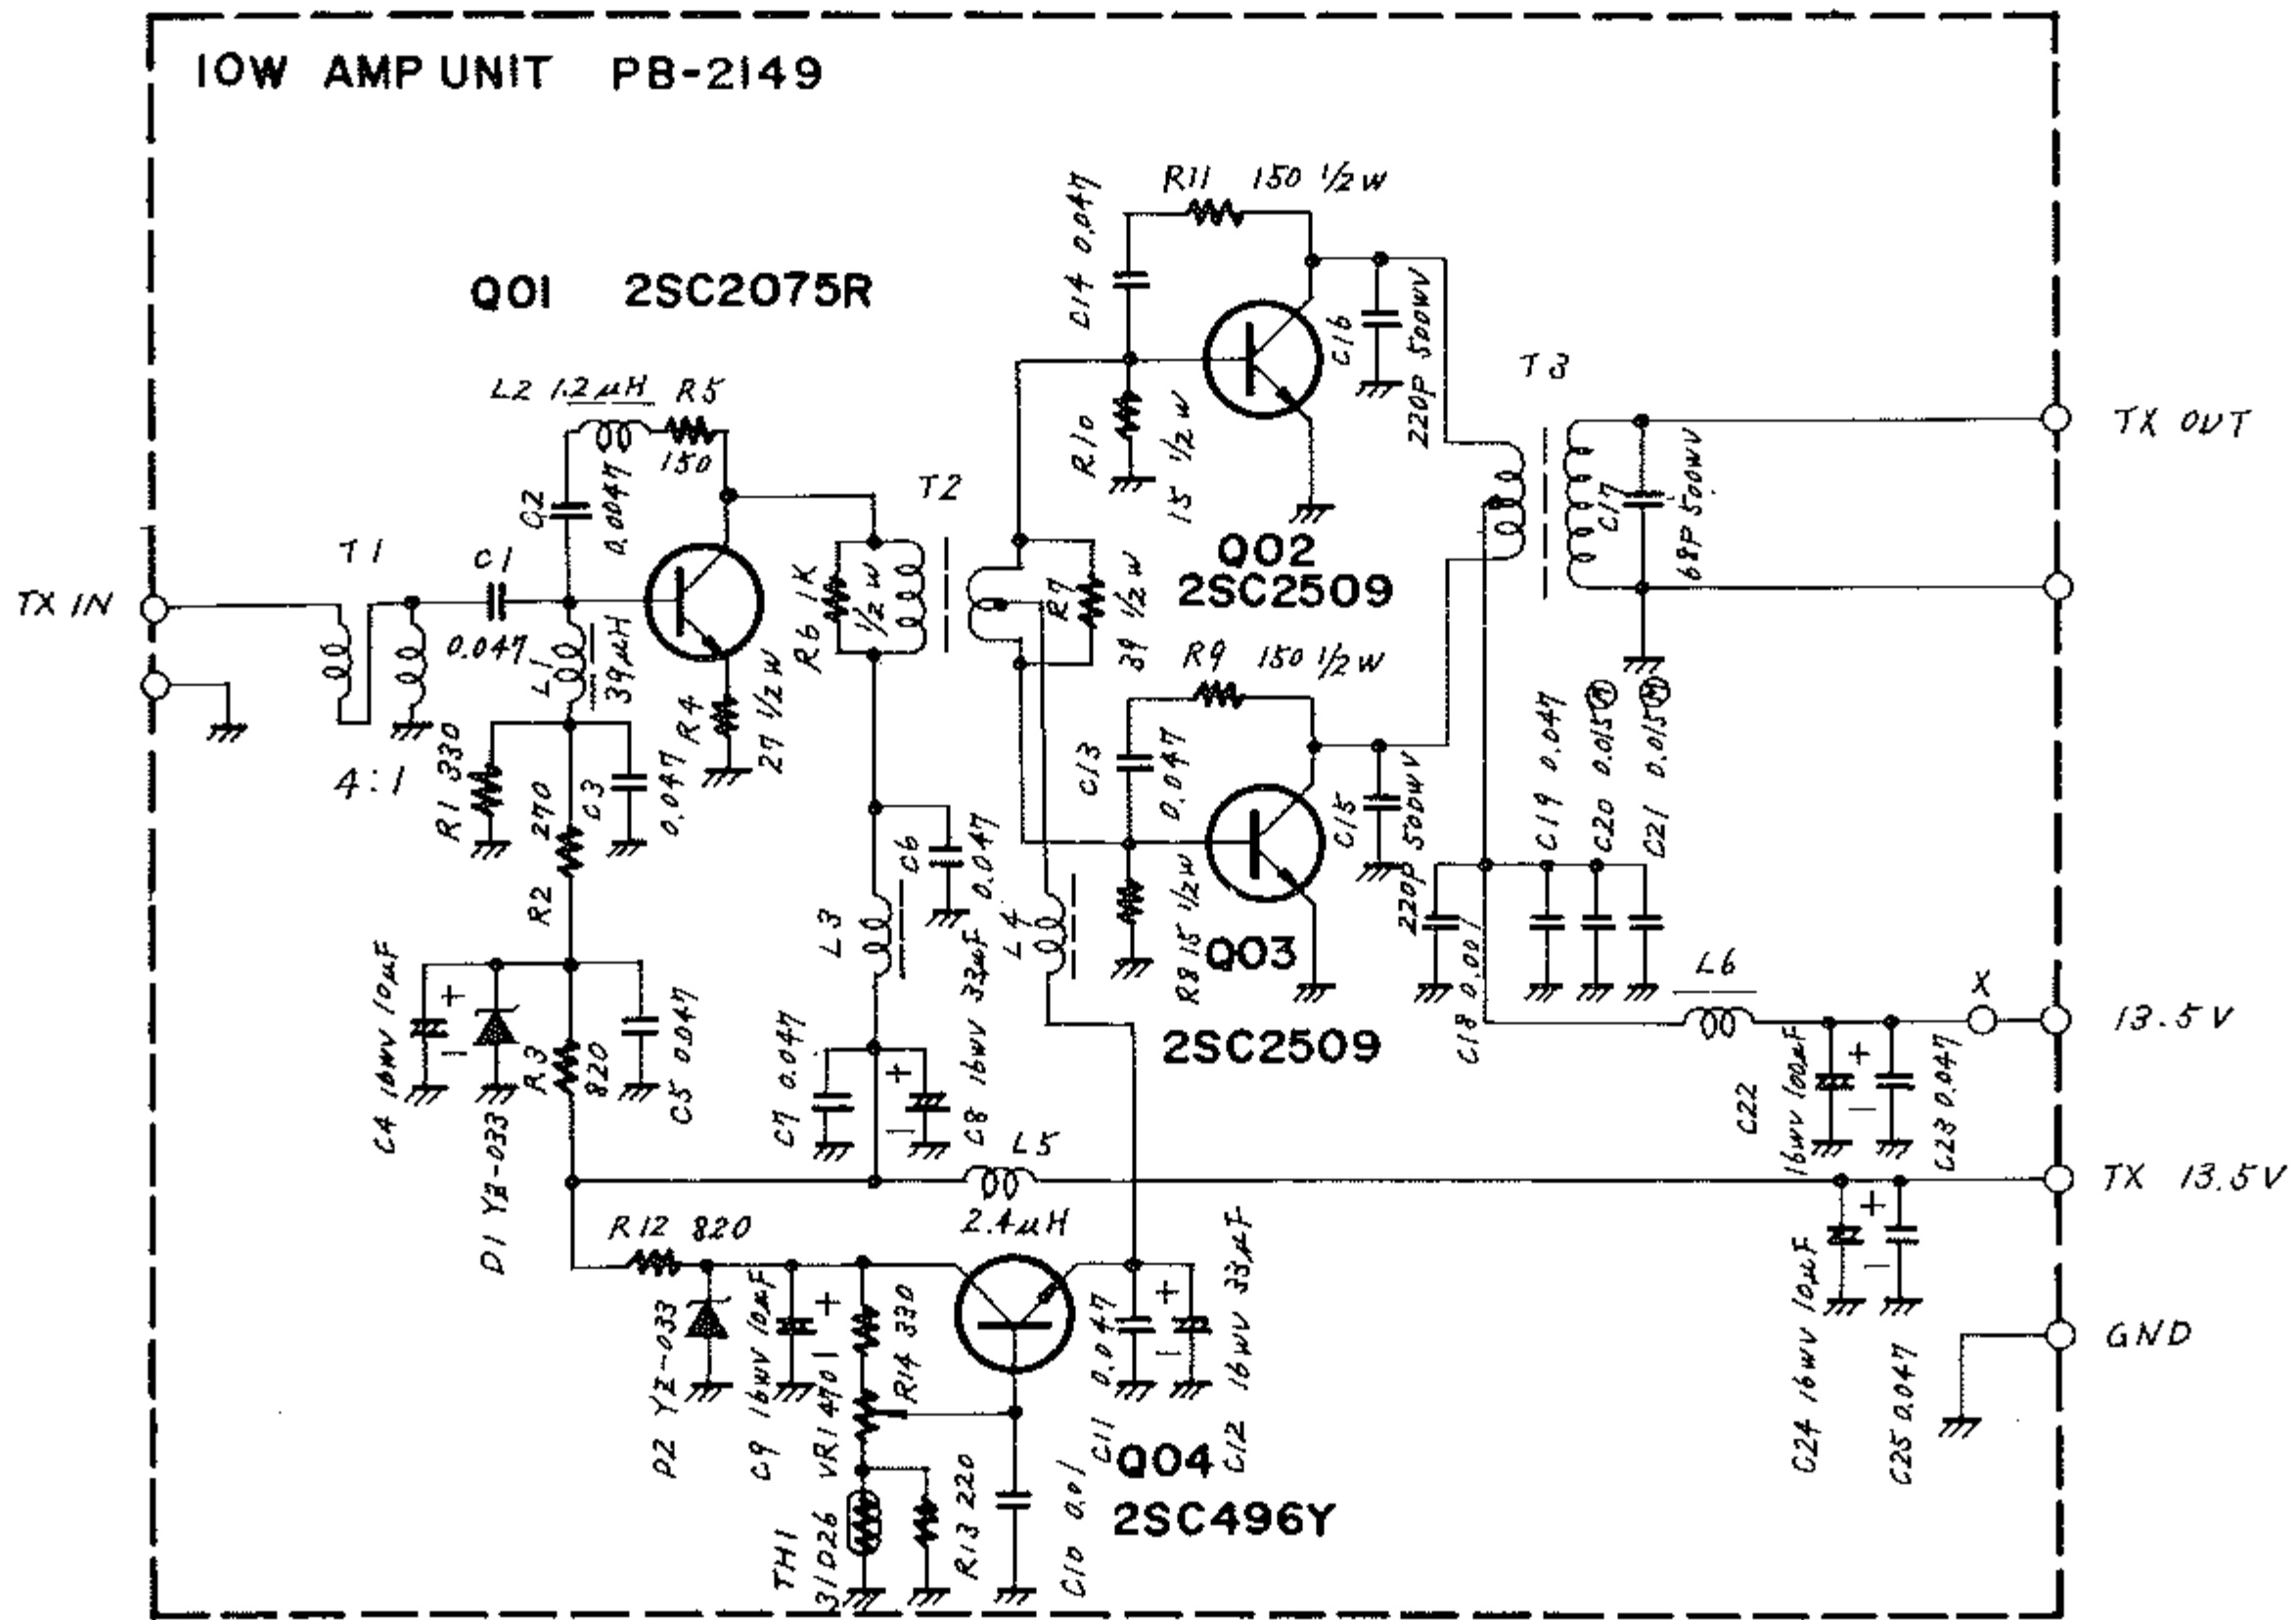 10W AMP UNIT PB-2149
R11 150 1/2W
C14 0.047
Q01 2SC2075R
C16
220P 500WV
T3
L2 1.2μH R5
150
TX OUT
R10
15 1/2W
T2
C2
0.0047
C17
68P 500WV
Q02
2SC2509
T1
C1
TX IN
0.047
L1
39μH
R6 1K
1/2W
R7
39 1/2W
R9 150 1/2W
R4
27 1/2W
4:1
R1 330
270
R2
C3
0.047
C13
0.047
C15
220P 500WV
C19 0.047
C20 0.015 M
C21 0.015 M
C6
0.047
L3
L4
R8 15 1/2W
Q03
2SC2509
C18 0.001
L6
X
13.5V
C4 16WV 10μF
+
D1 YZ-033
R3
820
C5 0.047
C7 0.047
+
C8 16WV 33μF
C22
16WV 100μF
+
C23 0.047
L5
2.4μH
TX 13.5V
R12 820
D2 YZ-033
C9 16WV 10μF
+
VR1 470
R14 330
C11 0.047
+
C12 16WV 33μF
C24 16WV 10μF
+
C25 0.047
GND
TH1
31D26
R13 220
C10 0.01
Q04
2SC496Y